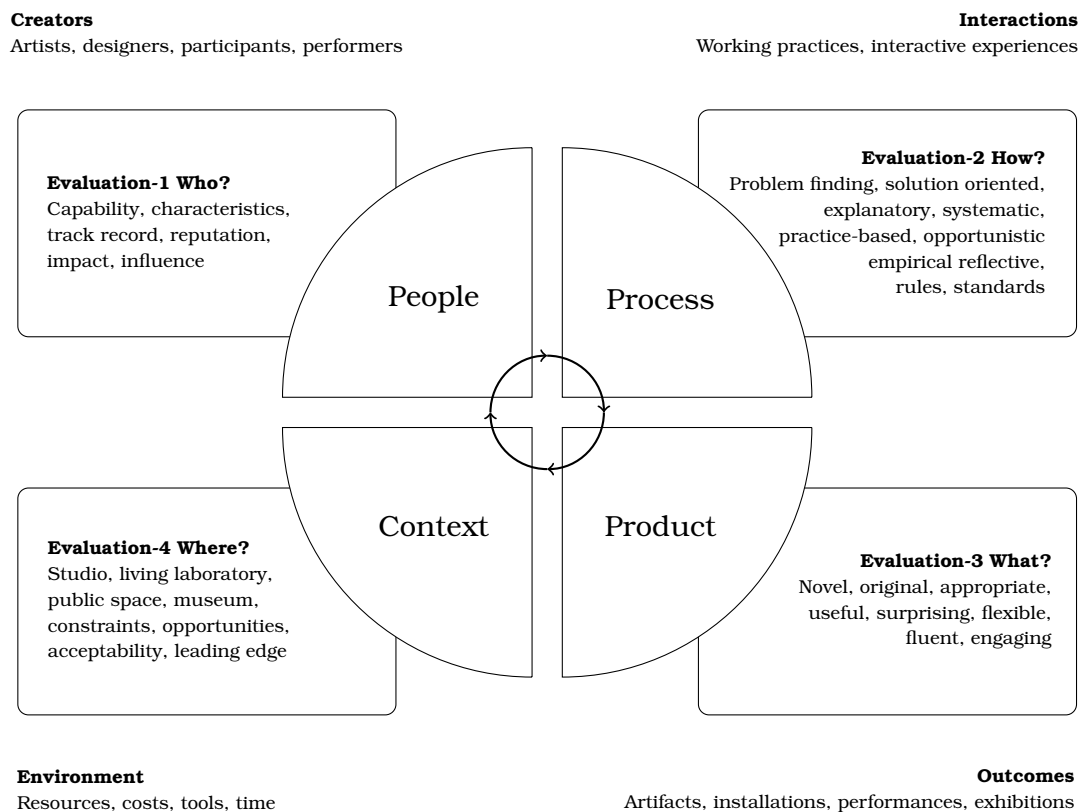 Creators
Artists, designers, participants, performers
Interactions
Working practices, interactive experiences
Evaluation-1 Who?
Capability, characteristics,
track record, reputation,
impact, influence
Evaluation-2 How?
Problem finding, solution oriented,
explanatory, systematic,
practice-based, opportunistic
empirical reflective,
rules, standards
People
Process
Context
Product
Evaluation-4 Where?
Studio, living laboratory,
public space, museum,
constraints, opportunities,
acceptability, leading edge
Evaluation-3 What?
Novel, original, appropriate,
useful, surprising, flexible,
fluent, engaging
Environment
Resources, costs, tools, time
Outcomes
Artifacts, installations, performances, exhibitions